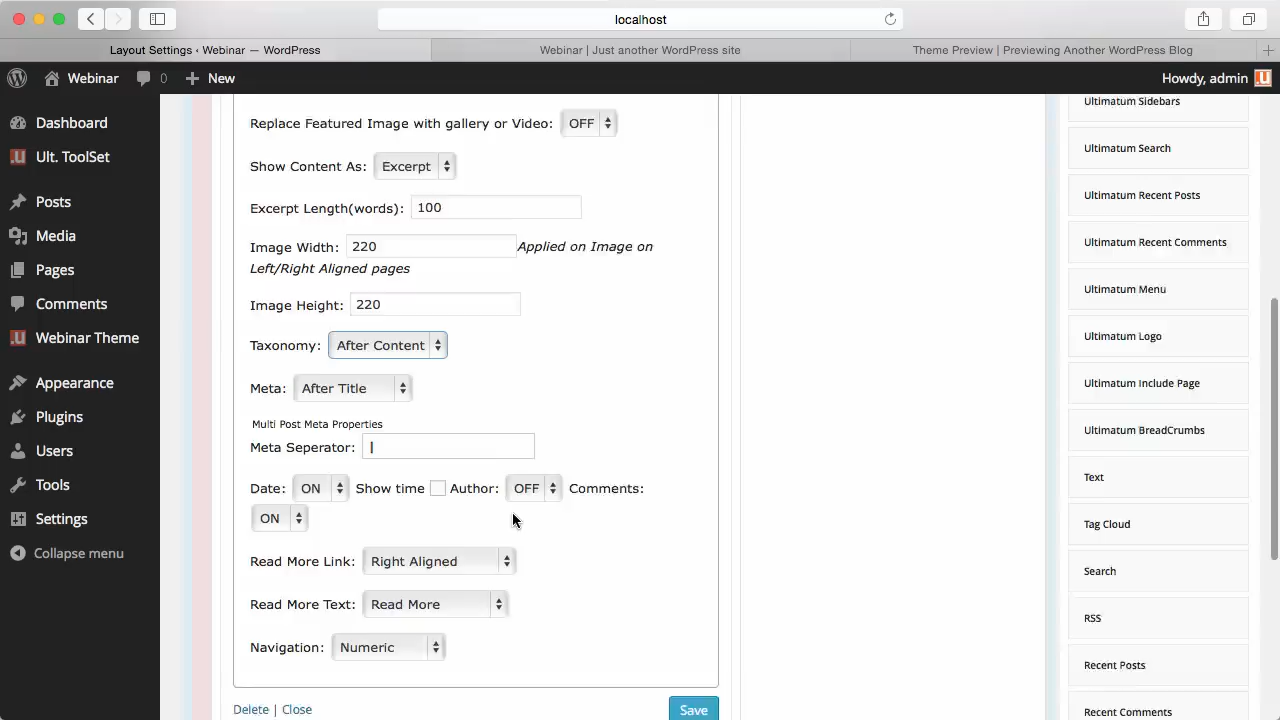 localhost
Layout Settings ‹ Webinar — WordPress
Webinar | Just another WordPress site
Theme Preview | Previewing Another WordPress Blog
Webinar
0
New
Howdy, admin
Dashboard
Ult. ToolSet
Posts
Media
Pages
Comments
Webinar Theme
Appearance
Plugins
Users
Tools
Settings
Collapse menu
Replace Featured Image with gallery or Video: OFF
Show Content As: Excerpt
Excerpt Length(words): 100
Image Width: 220 Applied on Image on
Left/Right Aligned pages
Image Height: 220
Taxonomy: After Content
Meta: After Title
Multi Post Meta Properties
Meta Seperator: |
Date: ON Show time Author: OFF Comments:
ON
Read More Link: Right Aligned
Read More Text: Read More
Navigation: Numeric
Delete | Close
Save
Ultimatum Sidebars
Ultimatum Search
Ultimatum Recent Posts
Ultimatum Recent Comments
Ultimatum Menu
Ultimatum Logo
Ultimatum Include Page
Ultimatum BreadCrumbs
Text
Tag Cloud
Search
RSS
Recent Posts
Recent Comments